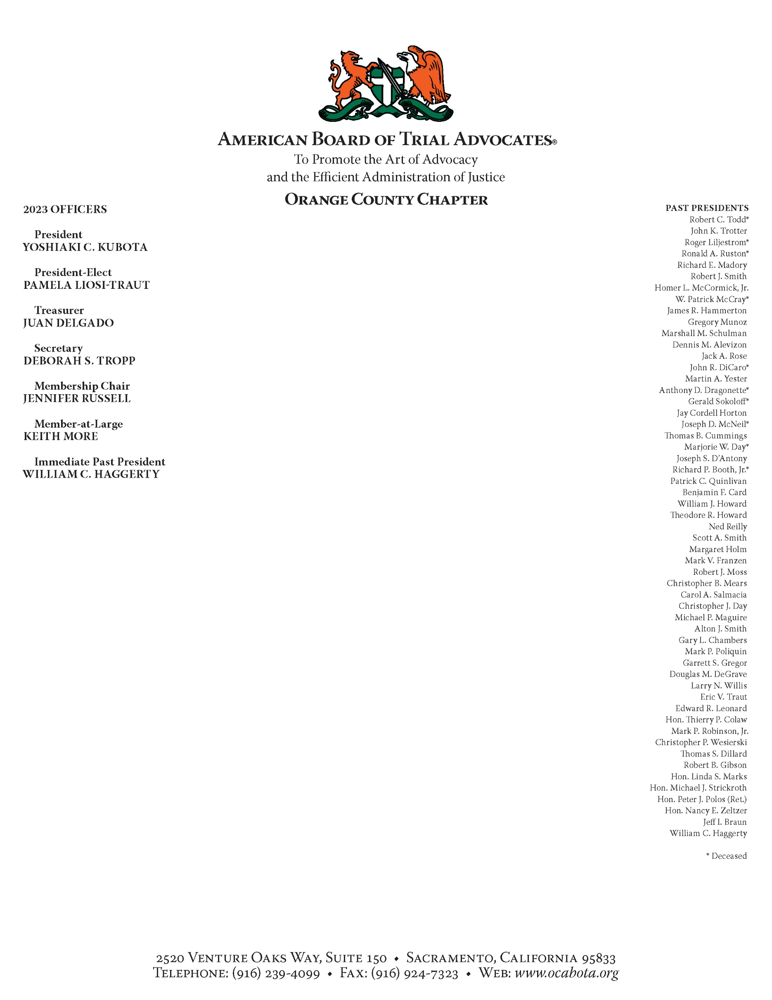 AMERICAN BOARD OF TRIAL ADVOCATES®
To Promote the Art of Advocacy
and the Efficient Administration of Justice
ORANGE COUNTY CHAPTER
2023 OFFICERS
President
YOSHIAKI C. KUBOTA
President-Elect
PAMELA LIOSI-TRAUT
Treasurer
JUAN DELGADO
Secretary
DEBORAH S. TROPP
Membership Chair
JENNIFER RUSSELL
Member-at-Large
KEITH MORE
Immediate Past President
WILLIAM C. HAGGERTY
PAST PRESIDENTS
Robert C. Todd*
John K. Trotter
Roger Liljestrom*
Ronald A. Ruston*
Richard E. Madory
Robert J. Smith
Homer L. McCormick, Jr.
W. Patrick McCray*
James R. Hammerton
Gregory Munoz
Marshall M. Schulman
Dennis M. Alevizon
Jack A. Rose
John R. DiCaro*
Martin A. Yester
Anthony D. Dragonette*
Gerald Sokoloff*
Jay Cordell Horton
Joseph D. McNeil*
Thomas B. Cummings
Marjorie W. Day*
Joseph S. D’Antony
Richard P. Booth, Jr.*
Patrick C. Quinlivan
Benjamin F. Card
William J. Howard
Theodore R. Howard
Ned Reilly
Scott A. Smith
Margaret Holm
Mark V. Franzen
Robert J. Moss
Christopher B. Mears
Carol A. Salmacia
Christopher J. Day
Michael P. Maguire
Alton J. Smith
Gary L. Chambers
Mark P. Poliquin
Garrett S. Gregor
Douglas M. DeGrave
Larry N. Willis
Eric V. Traut
Edward R. Leonard
Hon. Thierry P. Colaw
Mark P. Robinson, Jr.
Christopher P. Wesierski
Thomas S. Dillard
Robert B. Gibson
Hon. Linda S. Marks
Hon. Michael J. Strickroth
Hon. Peter J. Polos (Ret.)
Hon. Nancy E. Zeltzer
Jeff I. Braun
William C. Haggerty
* Deceased
2520 VENTURE OAKS WAY, SUITE 150 • SACRAMENTO, CALIFORNIA 95833
TELEPHONE: (916) 239-4099 • FAX: (916) 924-7323 • WEB: www.ocabota.org